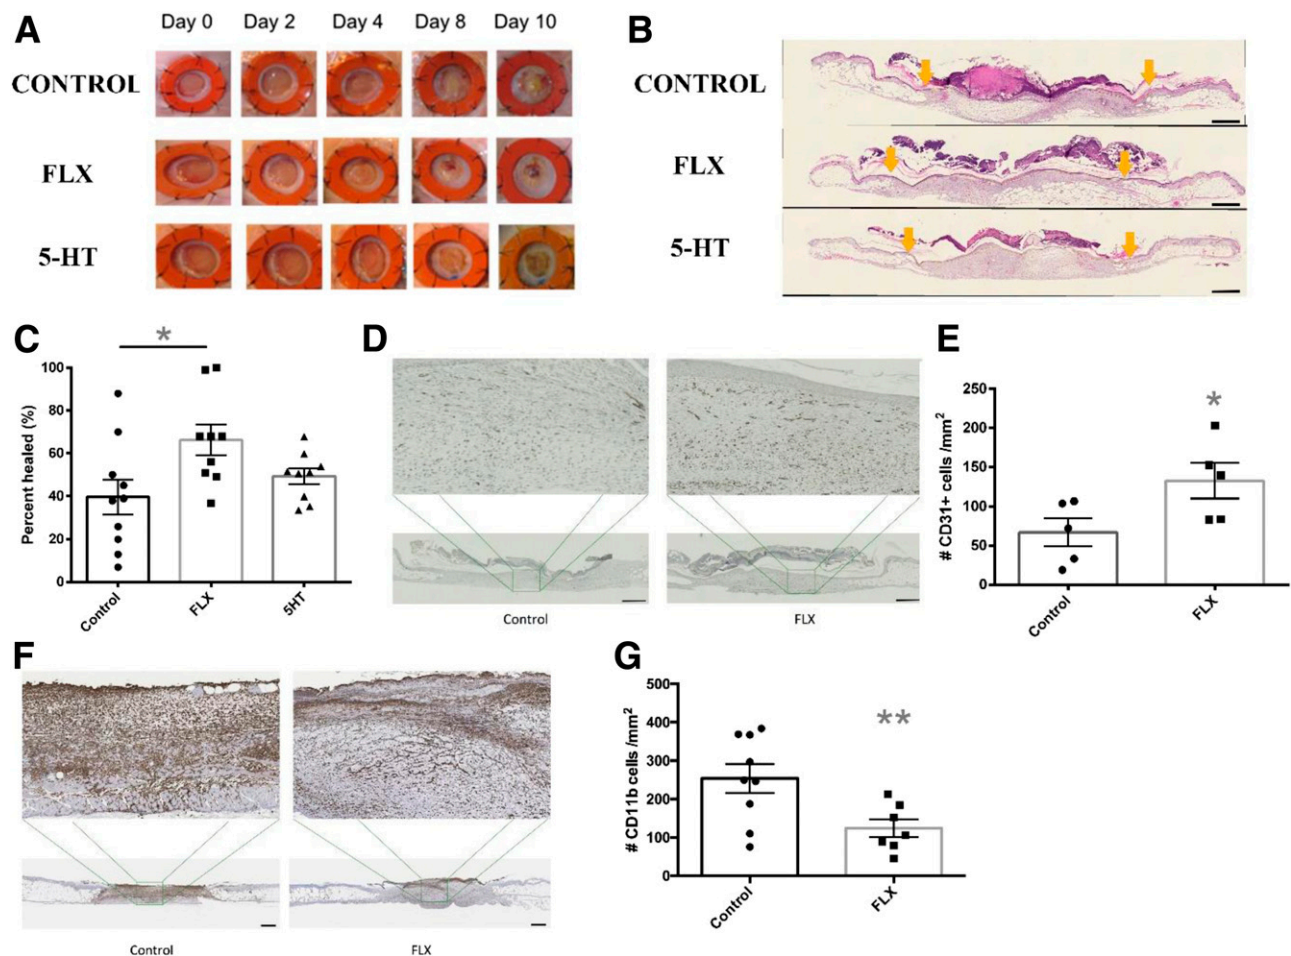 A
Day 0 Day 2 Day 4 Day 8 Day 10
CONTROL
FLX
5-HT
B
CONTROL
FLX
5-HT
C
*
Percent healed (%)
100
80
60
40
20
0
Control FLX 5HT
D
Control FLX
E
*
# CD31+ cells /mm²
250
200
150
100
50
0
Control FLX
F
Control FLX
G
**
# CD11b cells /mm²
500
400
300
200
100
0
Control FLX